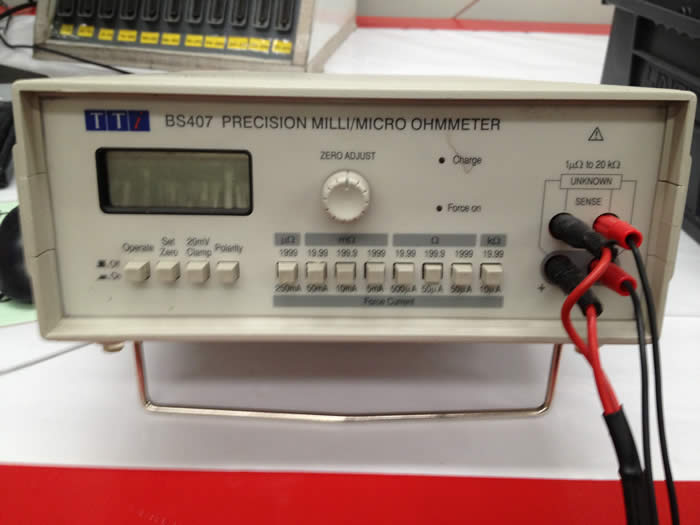 TTi BS407 PRECISION MILLI/MICRO OHMMETER
ZERO ADJUST
Charge
Force on
1µΩ to 20 kΩ
UNKNOWN
SENSE
+
Operate Set Zero 20mV Clamp Polarity
Off
On
µΩ mΩ Ω kΩ
1999 19.99 199.9 1999 19.99 199.9 1999 19.99
250mA 50mA 10mA 5mA 500µA 50µA 50µA 10µA
Force Current